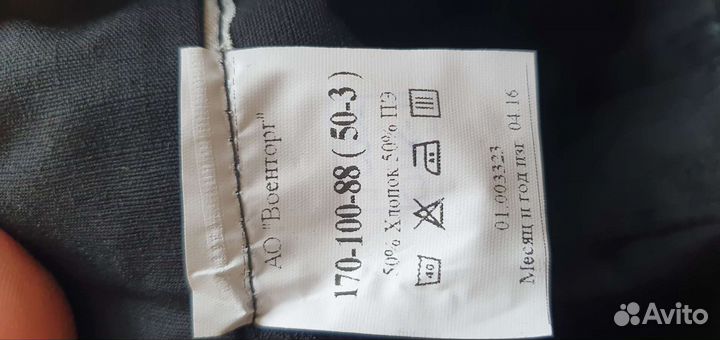 АО "Военторг"
170-100-88 ( 50-3 )
50% Хлопок 50% ПЭ
40
01.003323
Месяц и год изг 04.16
Avito